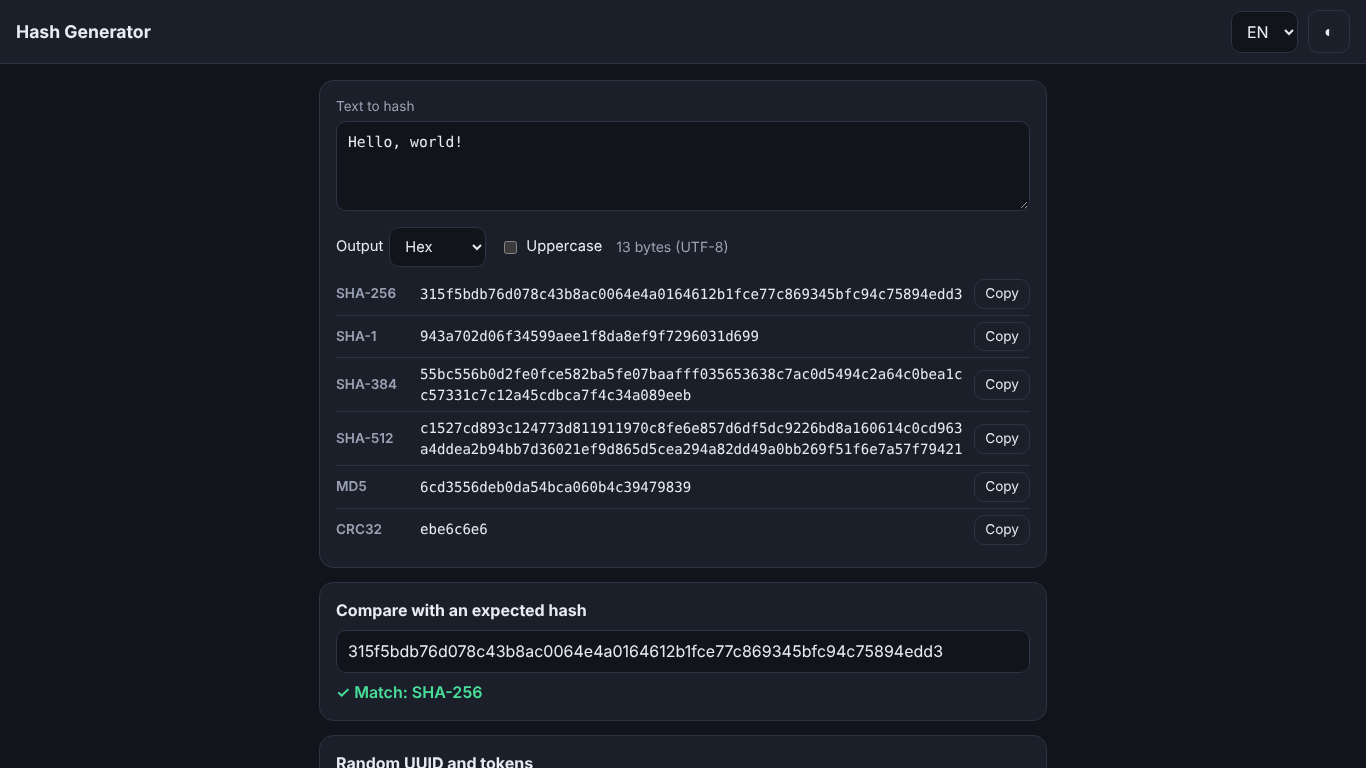 Hash Generator
EN
Text to hash
Hello, world!
Output Hex Uppercase 13 bytes (UTF-8)
SHA-256 315f5bdb76d078c43b8ac0064e4a0164612b1fce77c869345bfc94c75894edd3 Copy
SHA-1 943a702d06f34599aee1f8da8ef9f7296031d699 Copy
SHA-384 55bc556b0d2fe0fce582ba5fe07baafff035653638c7ac0d5494c2a64c0bea1c
c57331c7c12a45cdbca7f4c34a089eeb Copy
SHA-512 c1527cd893c124773d811911970c8fe6e857d6df5dc9226bd8a160614c0cd963
a4ddea2b94bb7d36021ef9d865d5cea294a82dd49a0bb269f51f6e7a57f79421 Copy
MD5 6cd3556deb0da54bca060b4c39479839 Copy
CRC32 ebe6c6e6 Copy
Compare with an expected hash
315f5bdb76d078c43b8ac0064e4a0164612b1fce77c869345bfc94c75894edd3
✓ Match: SHA-256
Random UUID and tokens